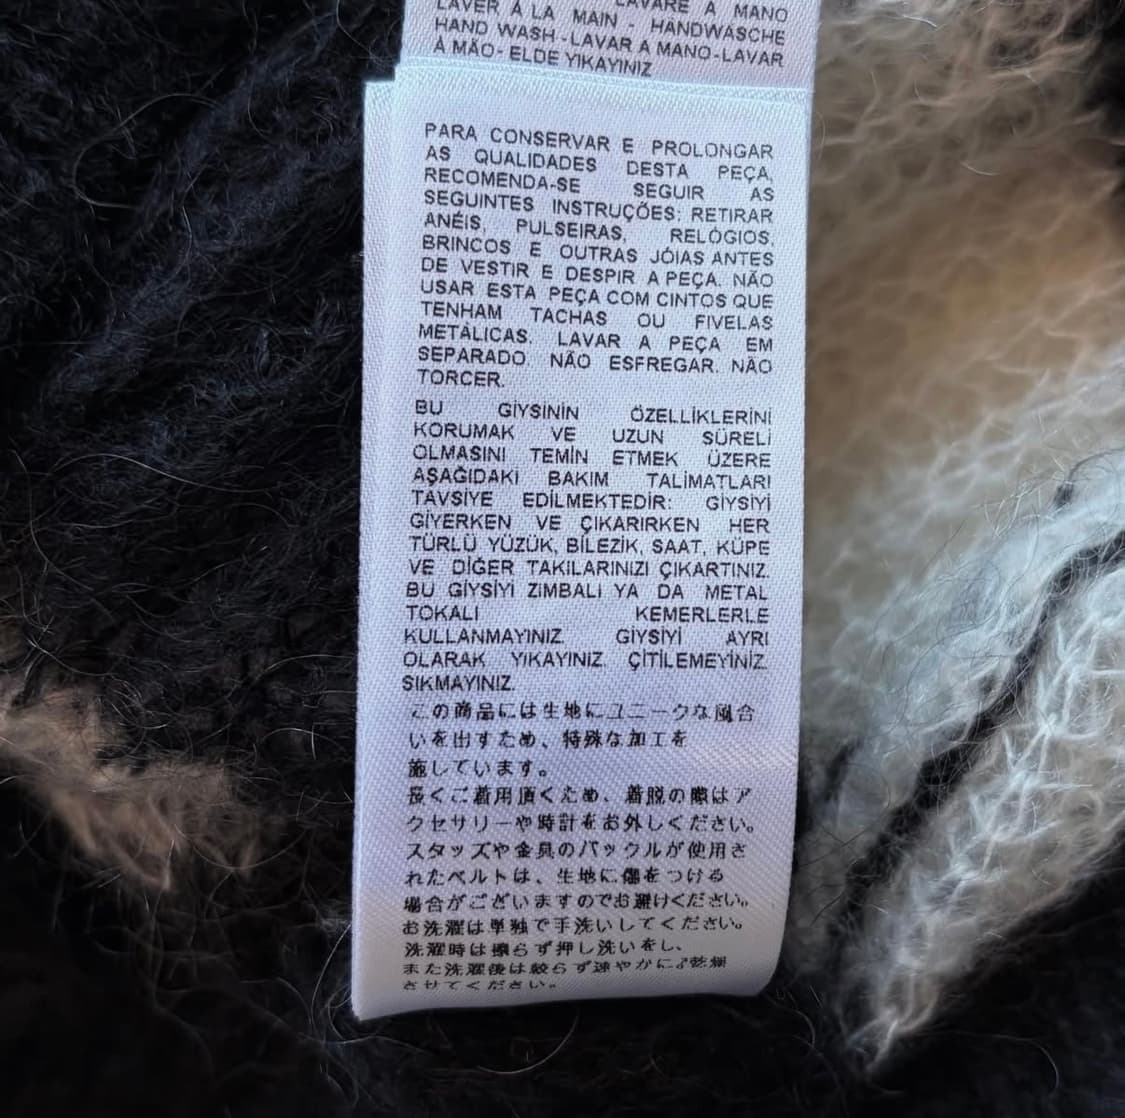 LAVARE A MANO
LAVER À LA MAIN - HANDWÄSCHE
HAND WASH - LAVAR A MANO - LAVAR
À MÃO - ELDE YIKAYINIZ
PARA CONSERVAR E PROLONGAR
AS QUALIDADES DESTA PEÇA,
RECOMENDA-SE SEGUIR AS
SEGUINTES INSTRUÇÕES: RETIRAR
ANÉIS, PULSEIRAS, RELÓGIOS,
BRINCOS E OUTRAS JÓIAS ANTES
DE VESTIR E DESPIR A PEÇA. NÃO
USAR ESTA PEÇA COM CINTOS QUE
TENHAM TACHAS OU FIVELAS
METÁLICAS. LAVAR A PEÇA EM
SEPARADO. NÃO ESFREGAR. NÃO
TORCER.
BU GİYSİNİN ÖZELLİKLERİNİ
KORUMAK VE UZUN SÜRELİ
OLMASINI TEMİN ETMEK ÜZERE
AŞAĞIDAKİ BAKIM TALİMATLARI
TAVSİYE EDİLMEKTEDİR: GİYSİYİ
GİYERKEN VE ÇIKARIRKEN HER
TÜRLÜ YÜZÜK, BİLEZİK, SAAT, KÜPE
VE DİĞER TAKILARINIZI ÇIKARTINIZ.
BU GİYSİYİ ZIMBALI YA DA METAL
TOKALI KEMERLERLE
KULLANMAYINIZ. GİYSİYİ AYRI
OLARAK YIKAYINIZ. ÇİTİLEMEYİNİZ.
SIKMAYINIZ.
この商品には生地にユニークな風合
いを出すため、特殊な加工を
施しています。
長くご着用頂くため、着脱の際はア
クセサリーや時計をお外しください。
スタッズや金具のバックルが使用さ
れたベルトは、生地に傷をつける
場合がございますのでお避けください。
お洗濯は単独で手洗いしてください。
洗濯時は擦らず押し洗いをし、
また洗濯後は絞らず速やかに乾燥
させてください。